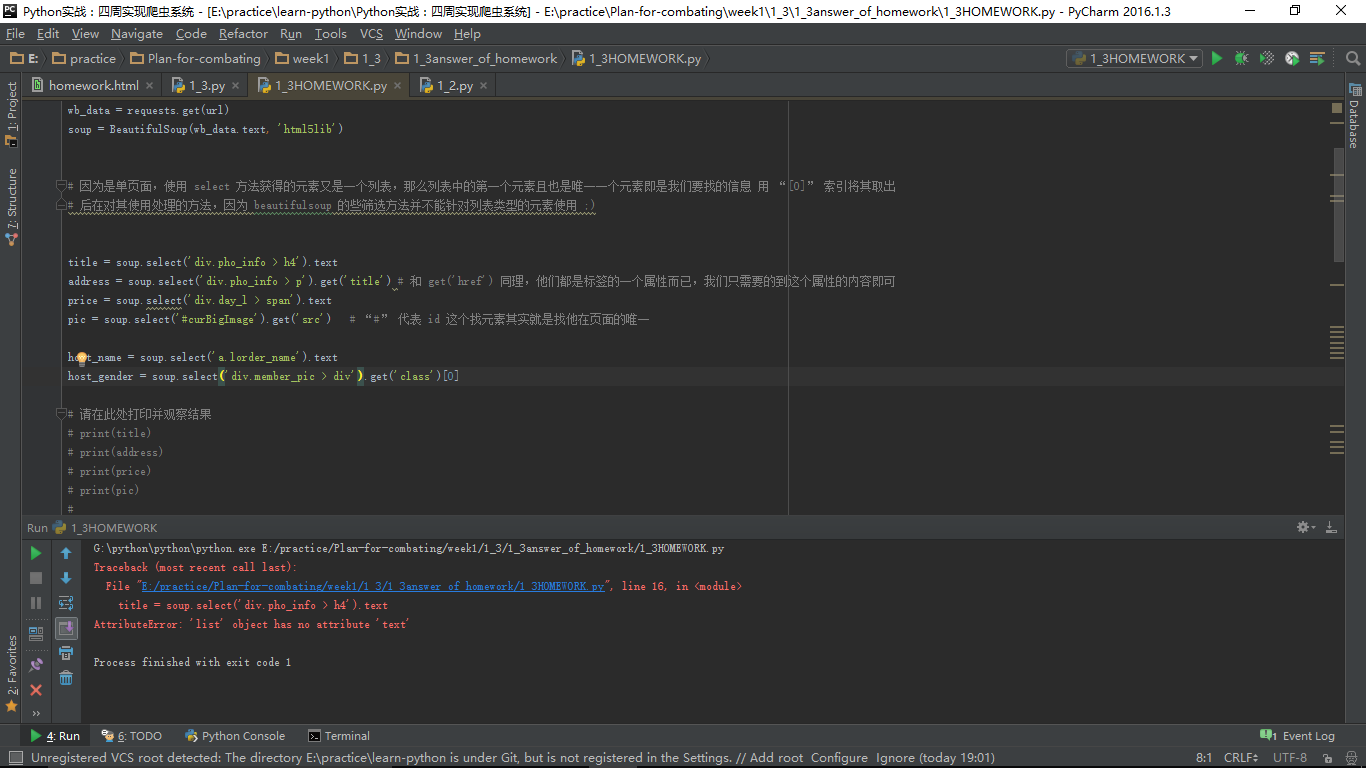 Python实战：四周实现爬虫系统 - [E:\practice\learn-python\Python实战：四周实现爬虫系统] - E:\practice\Plan-for-combating\week1\1_3\1_3answer_of_homework\1_3HOMEWORK.py - PyCharm 2016.1.3
File Edit View Navigate Code Refactor Run Tools VCS Window Help
E: practice Plan-for-combating week1 1_3 1_3answer_of_homework 1_3HOMEWORK.py 1_3HOMEWORK
homework.html 1_3.py 1_3HOMEWORK.py 1_2.py
1: Project
7: Structure
2: Favorites
Database
wb_data = requests.get(url)
soup = BeautifulSoup(wb_data.text, 'html5lib')
# 因为是单页面，使用 select 方法获得的元素又是一个列表，那么列表中的第一个元素且也是唯一一个元素即是我们要找的信息 用 “[0]” 索引将其取出
# 后在对其使用处理的方法，因为 beautifulsoup 的些筛选方法并不能针对列表类型的元素使用 ;)
title = soup.select('div.pho_info > h4').text
address = soup.select('div.pho_info > p').get('title') # 和 get('href') 同理，他们都是标签的一个属性而已，我们只需要的到这个属性的内容即可
price = soup.select('div.day_l > span').text
pic = soup.select('#curBigImage').get('src') # “#” 代表 id 这个找元素其实就是找他在页面的唯一
host_name = soup.select('a.lorder_name').text
host_gender = soup.select('div.member_pic > div').get('class')[0]
# 请在此处打印并观察结果
# print(title)
# print(address)
# print(price)
# print(pic)
#
Run 1_3HOMEWORK
G:\python\python\python.exe E:/practice/Plan-for-combating/week1/1_3/1_3answer_of_homework/1_3HOMEWORK.py
Traceback (most recent call last):
File "E:/practice/Plan-for-combating/week1/1_3/1_3answer_of_homework/1_3HOMEWORK.py", line 16, in <module>
title = soup.select('div.pho_info > h4').text
AttributeError: 'list' object has no attribute 'text'
Process finished with exit code 1
4: Run 6: TODO Python Console Terminal 1 Event Log
Unregistered VCS root detected: The directory E:\practice\learn-python is under Git, but is not registered in the Settings. // Add root Configure Ignore (today 19:01) 8:1 CRLF UTF-8